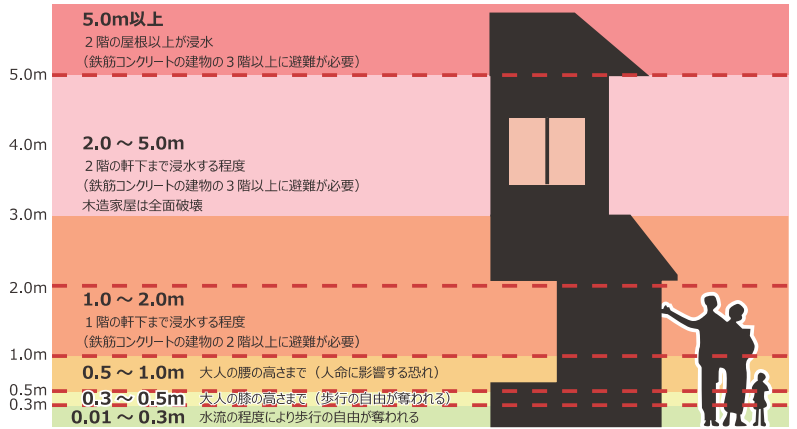 5.0m以上
２階の屋根以上が浸水
（鉄筋コンクリートの建物の３階以上に避難が必要）
5.0m
4.0m
2.0 ～ 5.0m
２階の軒下まで浸水する程度
（鉄筋コンクリートの建物の３階以上に避難が必要）
木造家屋は全面破壊
3.0m
2.0m
1.0 ～ 2.0m
１階の軒下まで浸水する程度
（鉄筋コンクリートの建物の２階以上に避難が必要）
1.0m
0.5 ～ 1.0m 大人の腰の高さまで（人命に影響する恐れ）
0.5m
0.3 ～ 0.5m 大人の膝の高さまで（歩行の自由が奪われる）
0.3m
0.01 ～ 0.3m 水流の程度により歩行の自由が奪われる